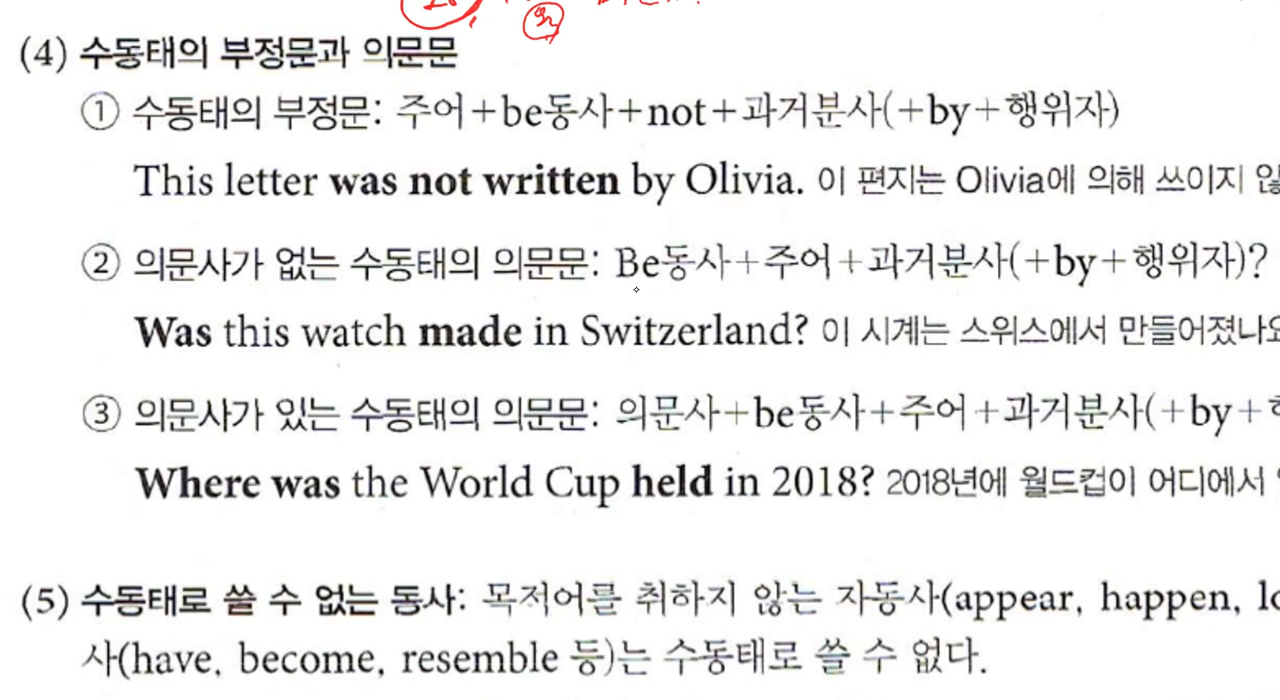 (4) 수동태의 부정문과 의문문
① 수동태의 부정문: 주어+be동사+not+과거분사(+by+행위자)
This letter was not written by Olivia. 이 편지는 Olivia에 의해 쓰이지
② 의문사가 없는 수동태의 의문문: Be동사+주어+과거분사(+by+행위자)?
Was this watch made in Switzerland? 이 시계는 스위스에서 만들어졌나
③ 의문사가 있는 수동태의 의문문: 의문사+be동사+주어+과거분사(+by+
Where was the World Cup held in 2018? 2018년에 월드컵이 어디에서
(5) 수동태로 쓸 수 없는 동사: 목적어를 취하지 않는 자동사(appear, happen,
사(have, become, resemble 등)는 수동태로 쓸 수 없다.